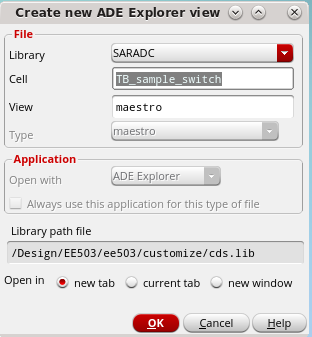 Create new ADE Explorer view
File
Library SARADC
Cell TB_sample_switch
View maestro
Type maestro
Application
Open with ADE Explorer
Always use this application for this type of file
Library path file
/Design/EE503/ee503/customize/cds.lib
Open in new tab current tab new window
OK Cancel Help